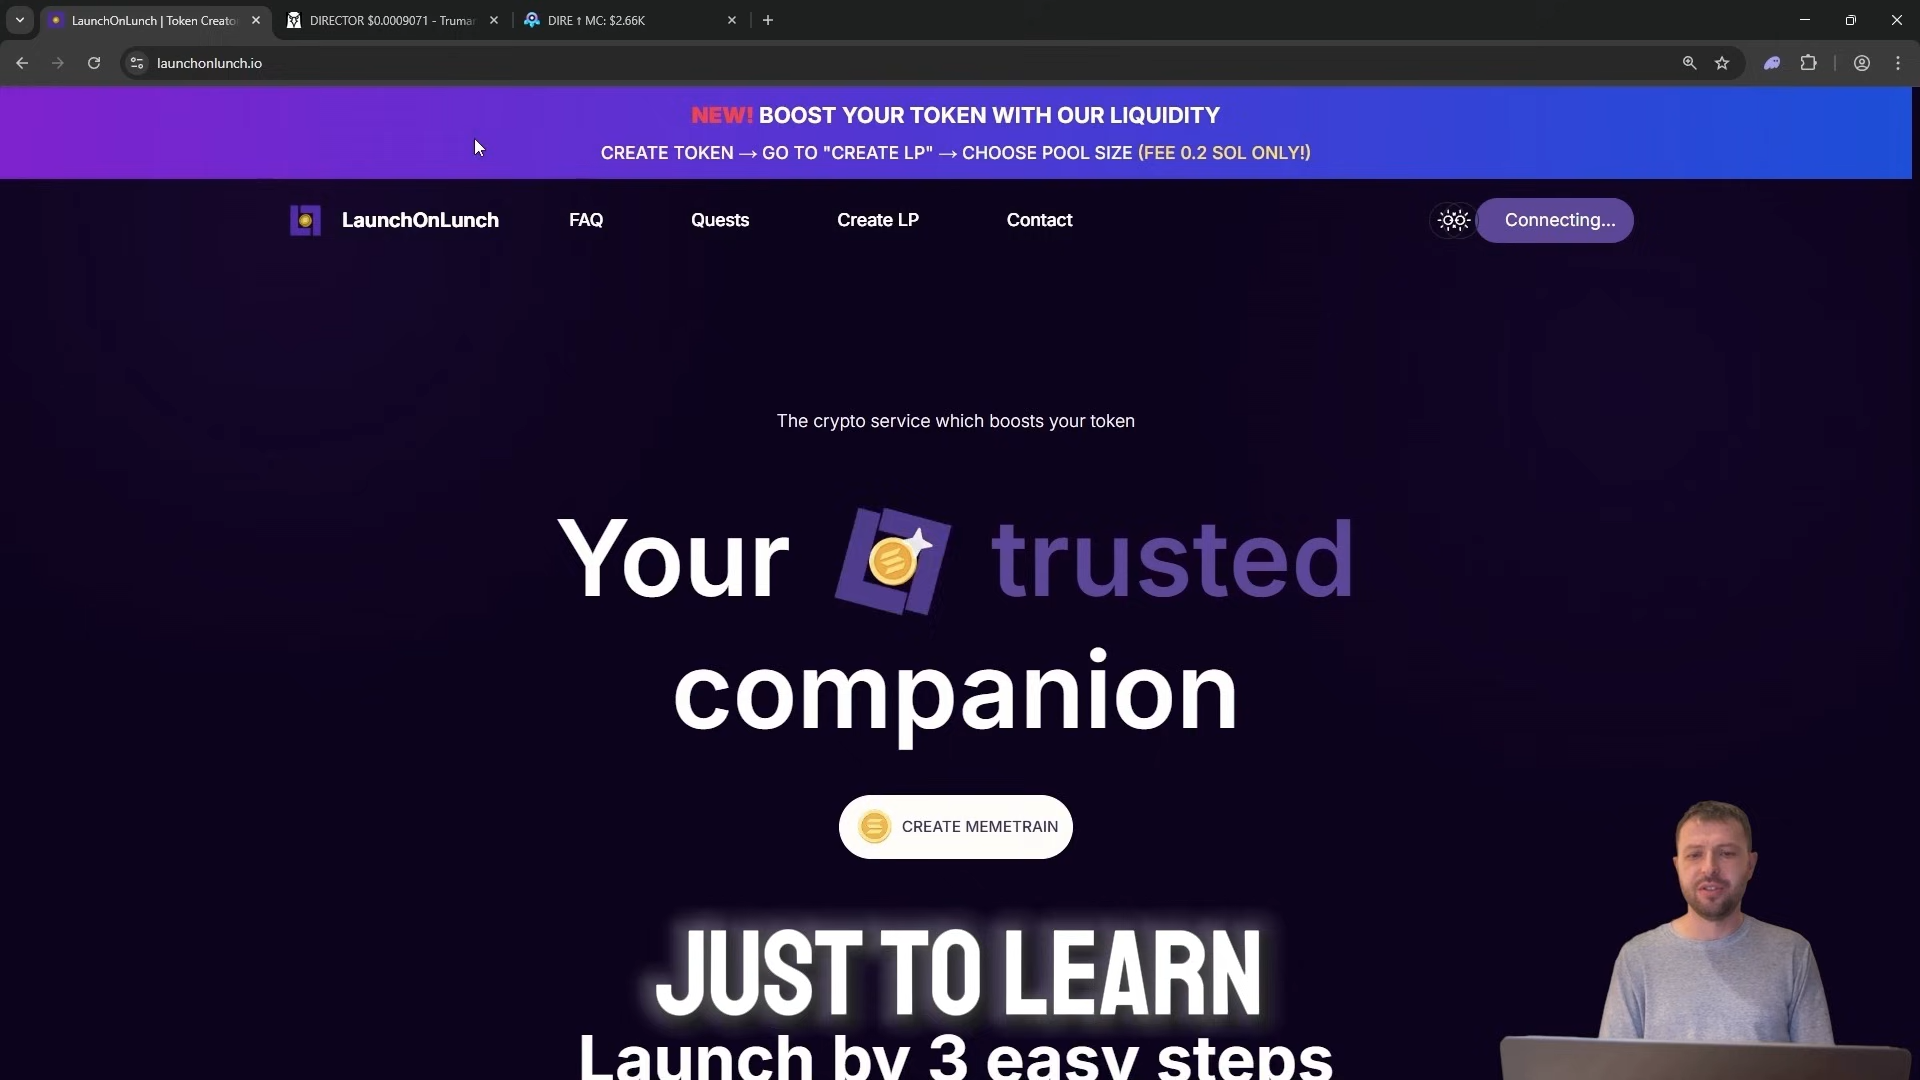 LaunchOnLunch | Token Creato
DIRECTOR $0.0009071 - Truma
DIRE ↑ MC: $2.66K
launchonlunch.io
NEW! BOOST YOUR TOKEN WITH OUR LIQUIDITY
CREATE TOKEN → GO TO "CREATE LP" → CHOOSE POOL SIZE (FEE 0.2 SOL ONLY!)
LaunchOnLunch
FAQ
Quests
Create LP
Contact
Connecting...
The crypto service which boosts your token
Your trusted
companion
CREATE MEMETRAIN
JUST TO LEARN
Launch by 3 easy steps